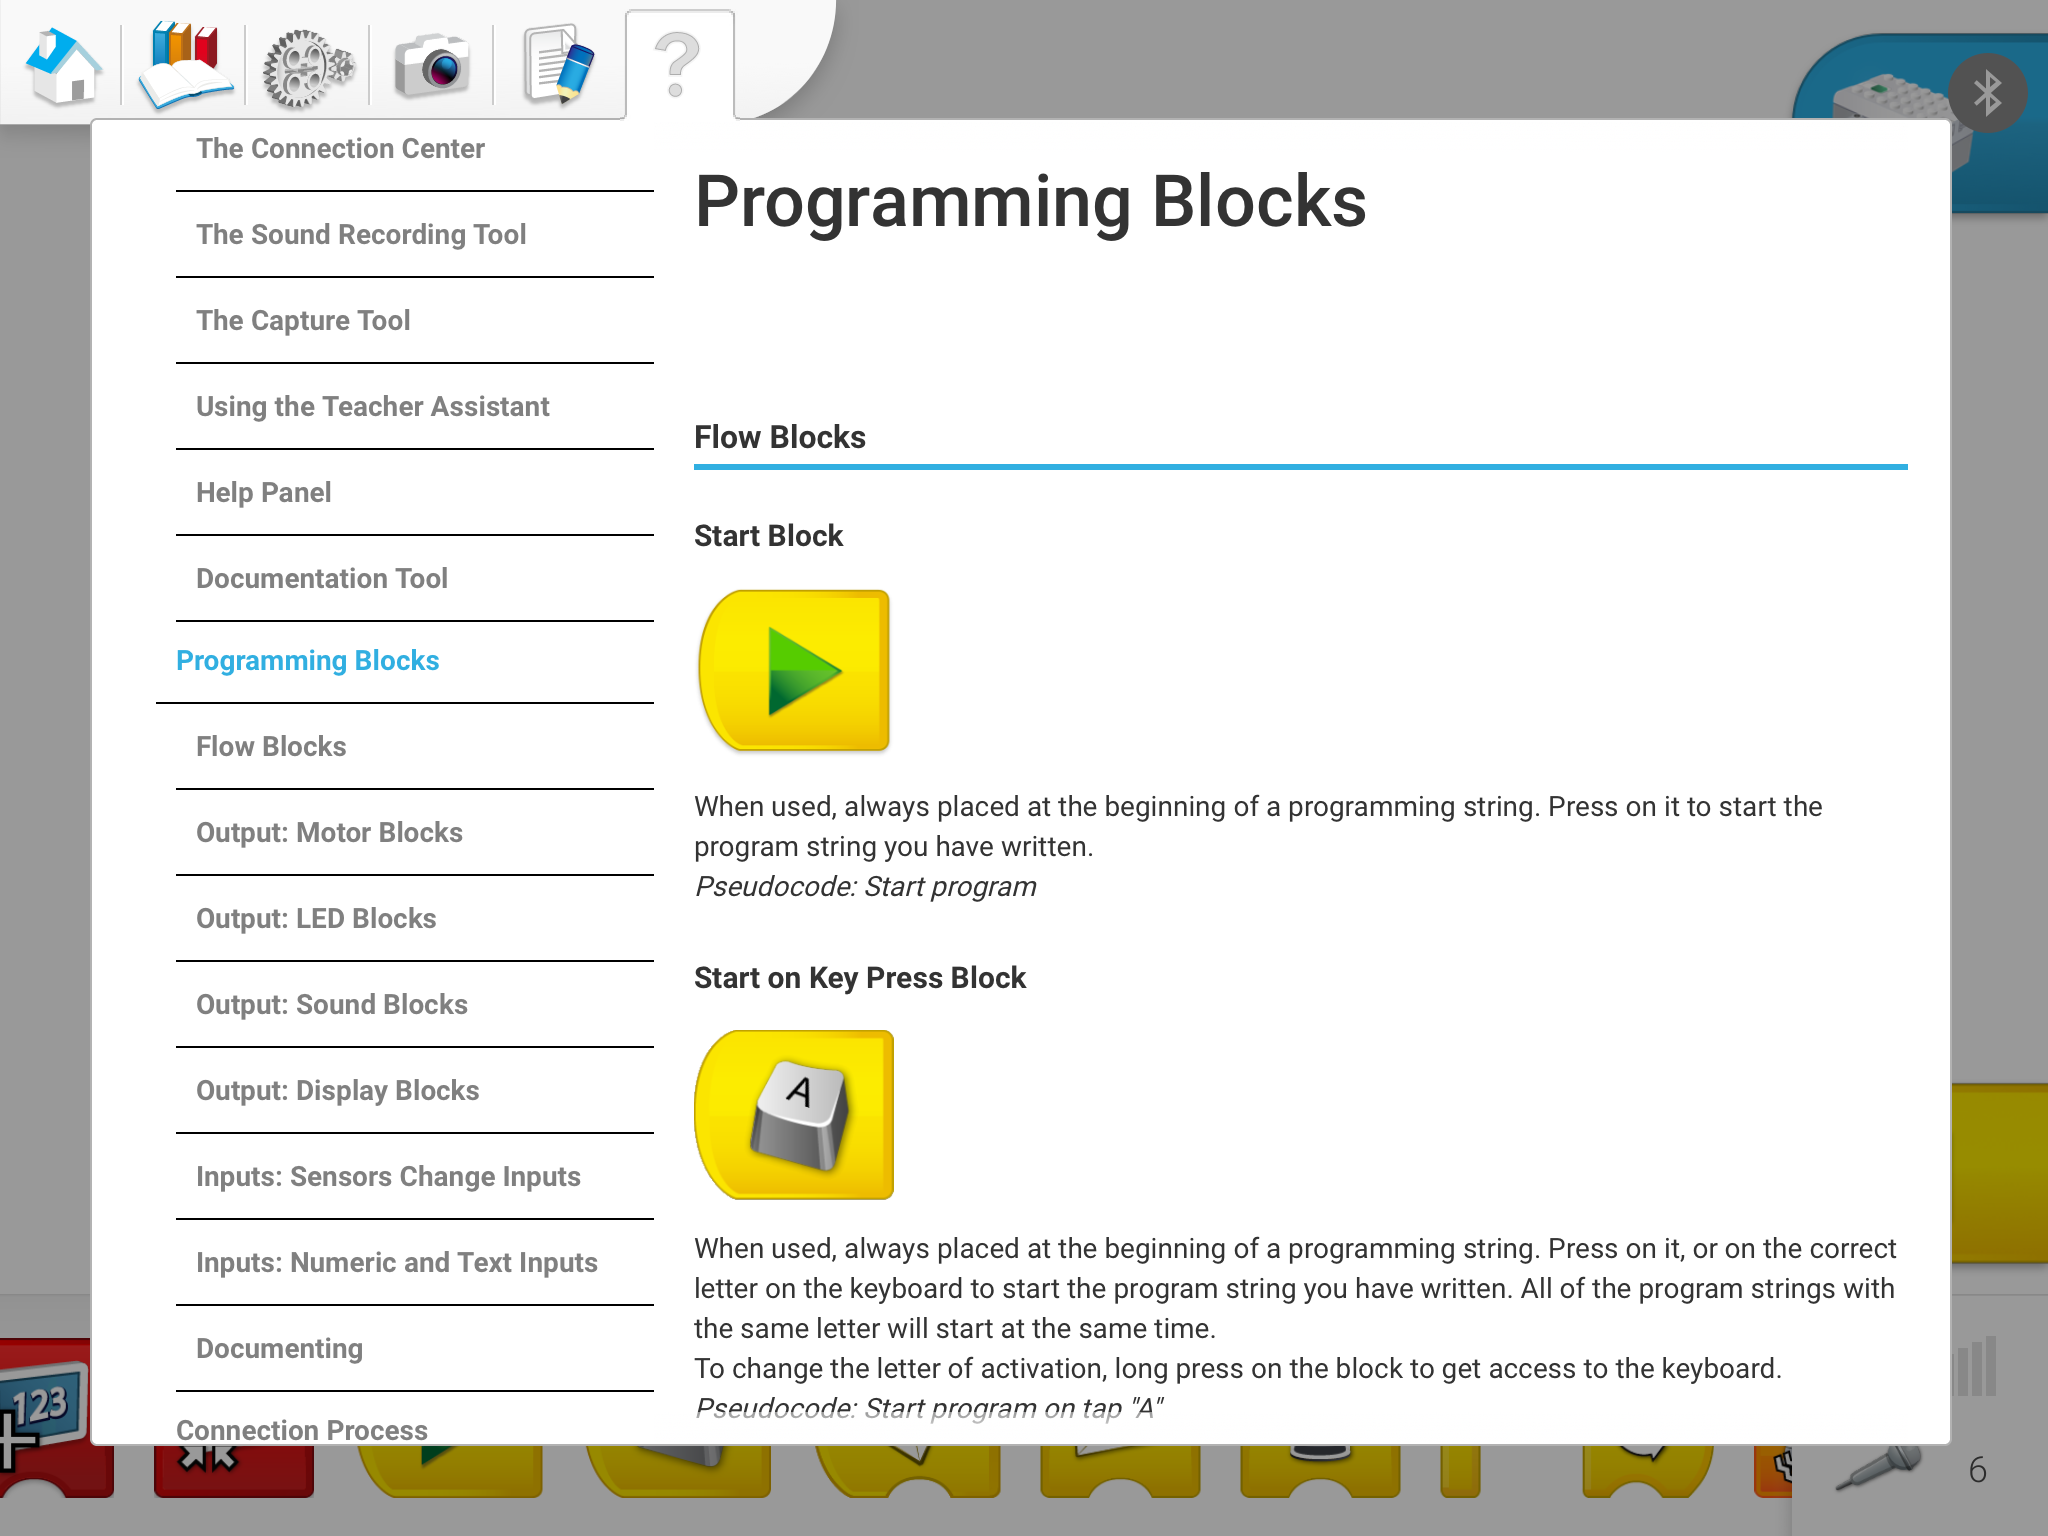 ?
The Connection Center
The Sound Recording Tool
The Capture Tool
Using the Teacher Assistant
Help Panel
Documentation Tool
Programming Blocks
Flow Blocks
Output: Motor Blocks
Output: LED Blocks
Output: Sound Blocks
Output: Display Blocks
Inputs: Sensors Change Inputs
Inputs: Numeric and Text Inputs
Documenting
Connection Process
Programming Blocks
Flow Blocks
Start Block
When used, always placed at the beginning of a programming string. Press on it to start the
program string you have written.
Pseudocode: Start program
Start on Key Press Block
A
When used, always placed at the beginning of a programming string. Press on it, or on the correct
letter on the keyboard to start the program string you have written. All of the program strings with
the same letter will start at the same time.
To change the letter of activation, long press on the block to get access to the keyboard.
Pseudocode: Start program on tap "A"
123
+
6